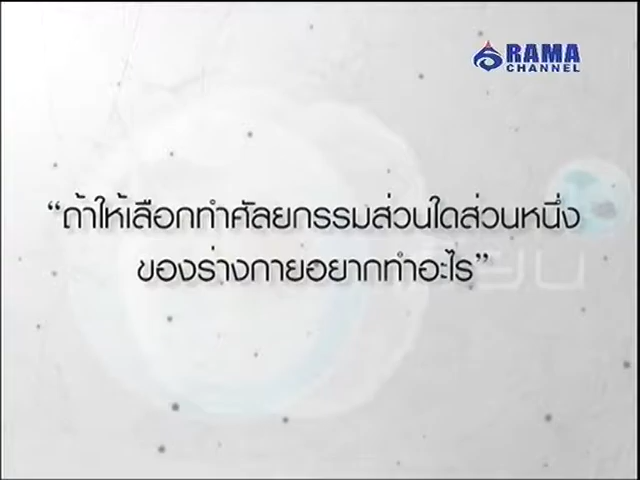 RAMA
CHANNEL
“ถ้าให้เลือกทำศัลยกรรมส่วนใดส่วนหนึ่ง
ของร่างกายอยากทำอะไร”